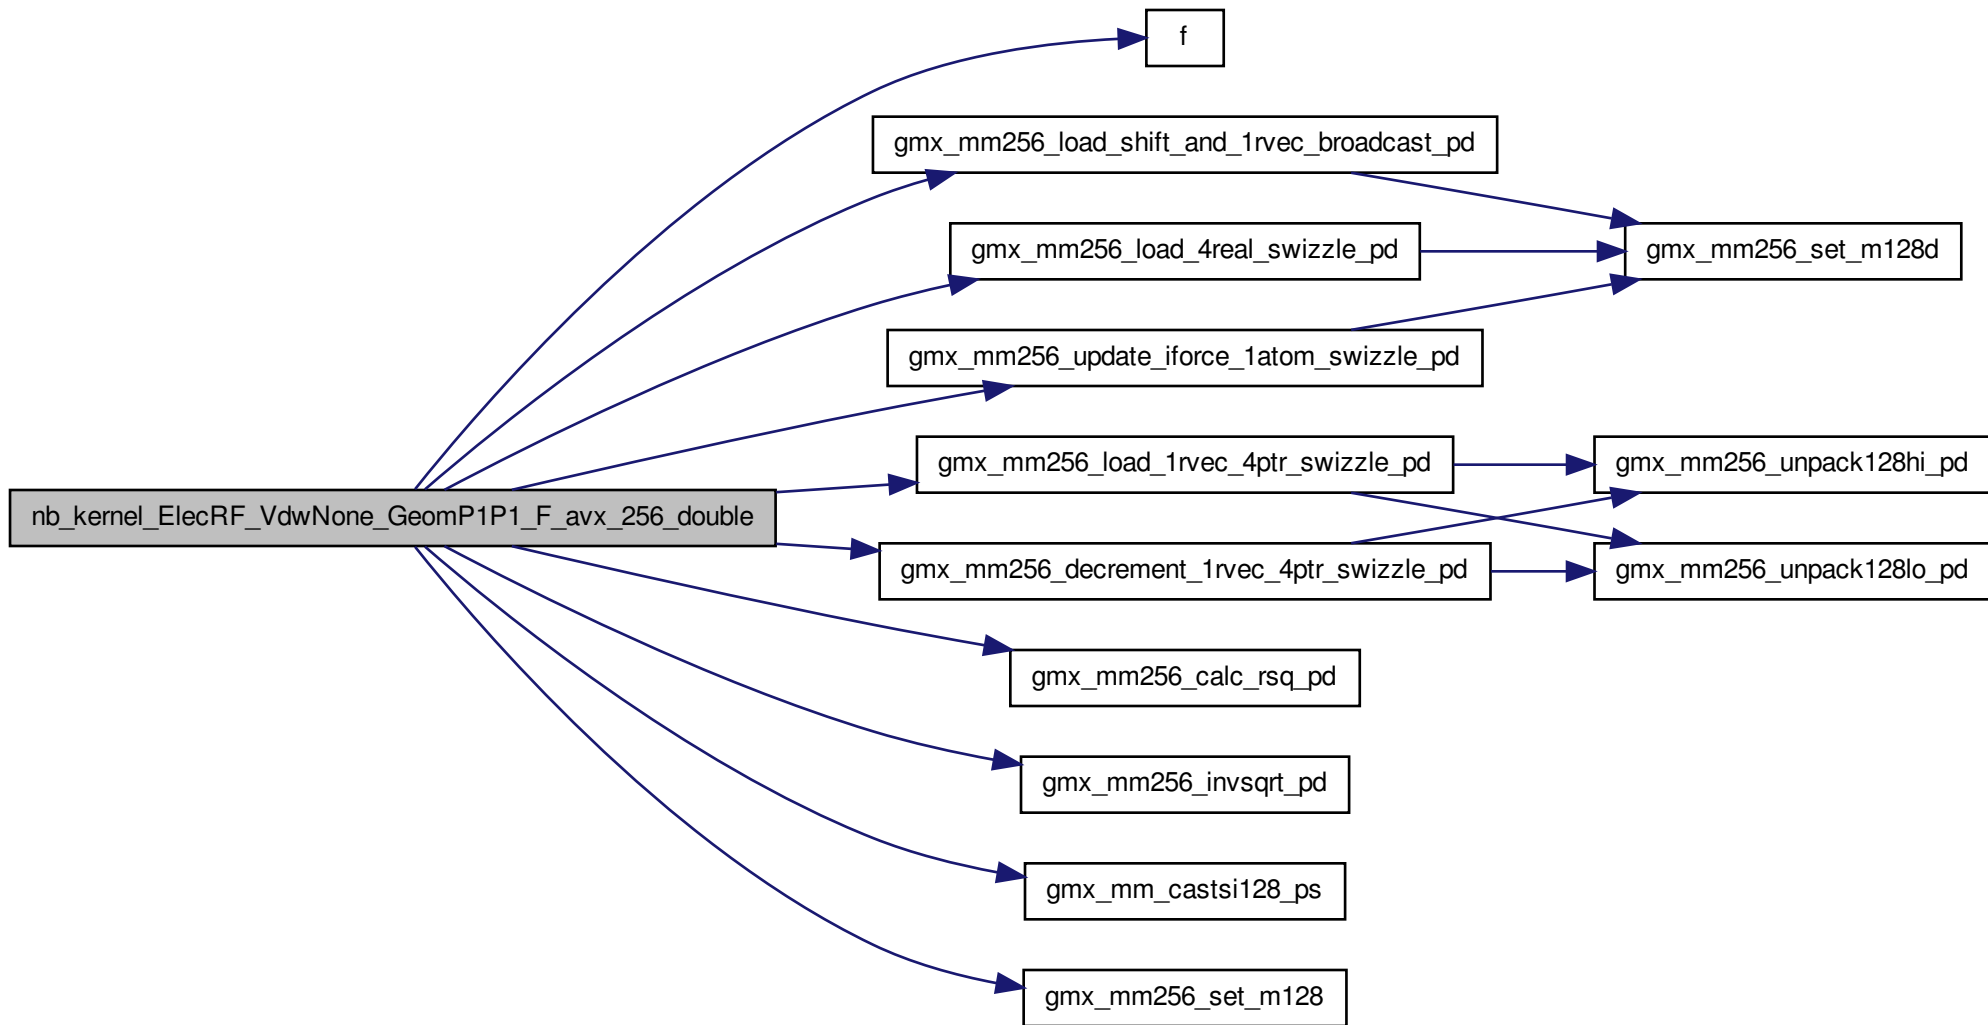 f
gmx_mm256_load_shift_and_1rvec_broadcast_pd
gmx_mm256_load_4real_swizzle_pd
gmx_mm256_set_m128d
gmx_mm256_update_iforce_1atom_swizzle_pd
gmx_mm256_load_1rvec_4ptr_swizzle_pd
gmx_mm256_unpack128hi_pd
nb_kernel_ElecRF_VdwNone_GeomP1P1_F_avx_256_double
gmx_mm256_decrement_1rvec_4ptr_swizzle_pd
gmx_mm256_unpack128lo_pd
gmx_mm256_calc_rsq_pd
gmx_mm256_invsqrt_pd
gmx_mm_castsi128_ps
gmx_mm256_set_m128